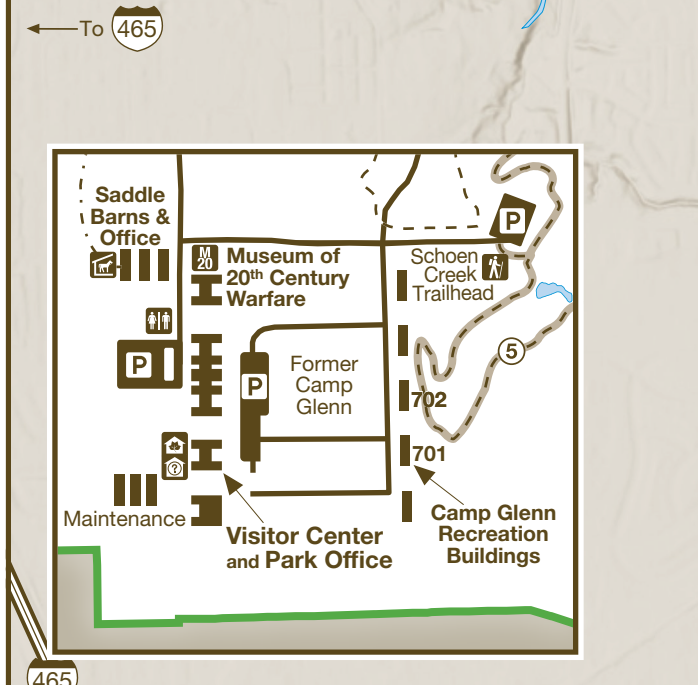 To 465
Saddle
Barns &
Office
M
20
Museum of
20th Century
Warfare
P
Schoen
Creek
Trailhead
5
P
P
Former
Camp
Glenn
702
701
?
Maintenance
Visitor Center
and Park Office
Camp Glenn
Recreation
Buildings
465